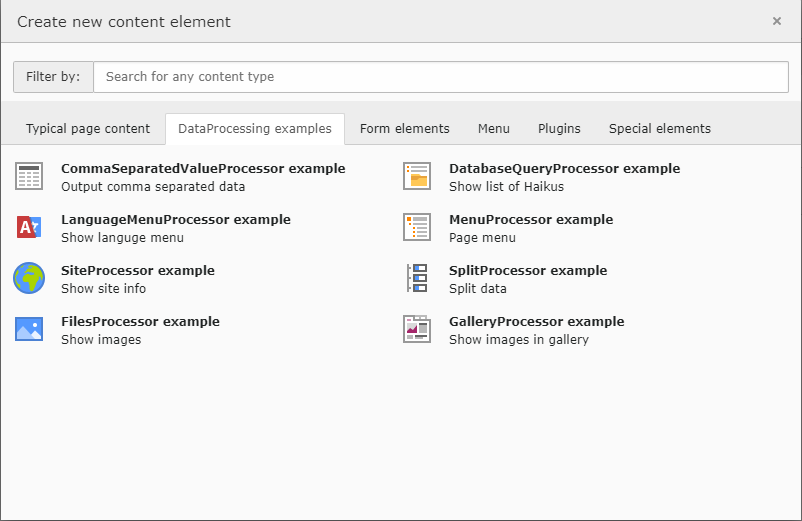 Create new content element
×
Filter by:
Search for any content type
Typical page content
DataProcessing examples
Form elements
Menu
Plugins
Special elements
CommaSeparatedValueProcessor example
Output comma separated data
DatabaseQueryProcessor example
Show list of Haikus
LanguageMenuProcessor example
Show languge menu
MenuProcessor example
Page menu
SiteProcessor example
Show site info
SplitProcessor example
Split data
FilesProcessor example
Show images
GalleryProcessor example
Show images in gallery